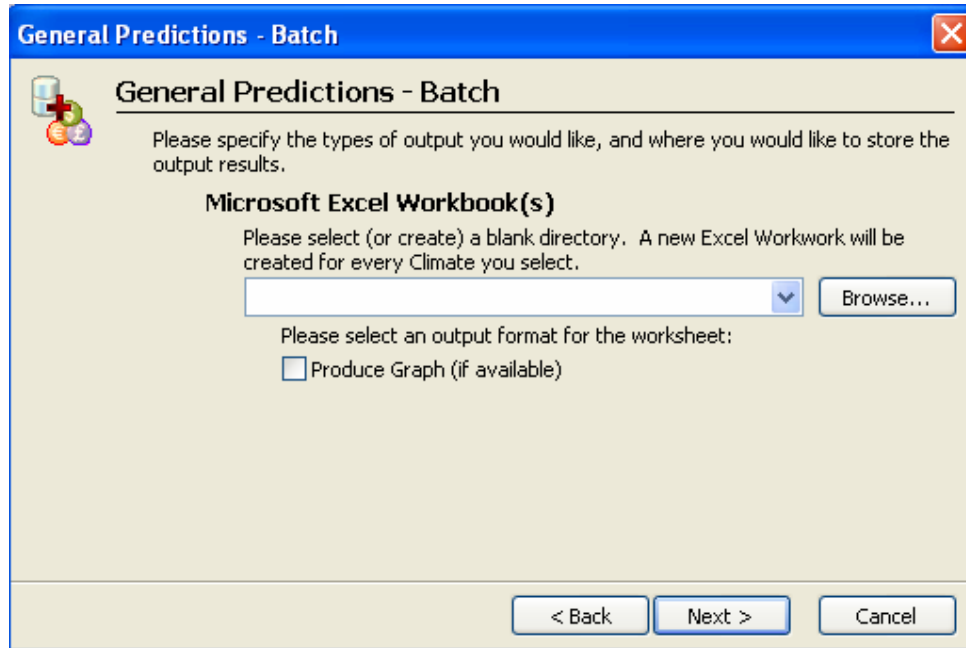 General Predictions - Batch
General Predictions - Batch
Please specify the types of output you would like, and where you would like to store the
output results.
Microsoft Excel Workbook(s)
Please select (or create) a blank directory. A new Excel Workwork will be
created for every Climate you select.
Browse...
Please select an output format for the worksheet:
Produce Graph (if available)
< Back
Next >
Cancel